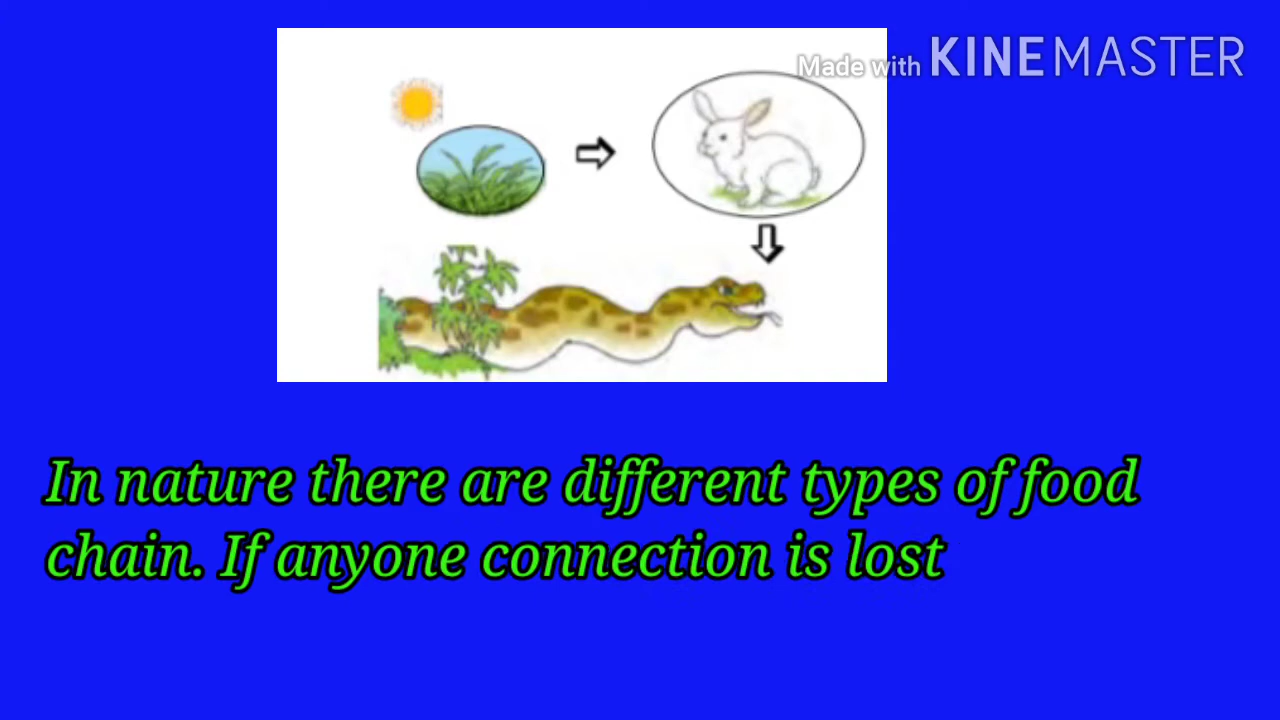 Made with KINEMASTER
In nature there are different types of food
chain. If anyone connection is lost